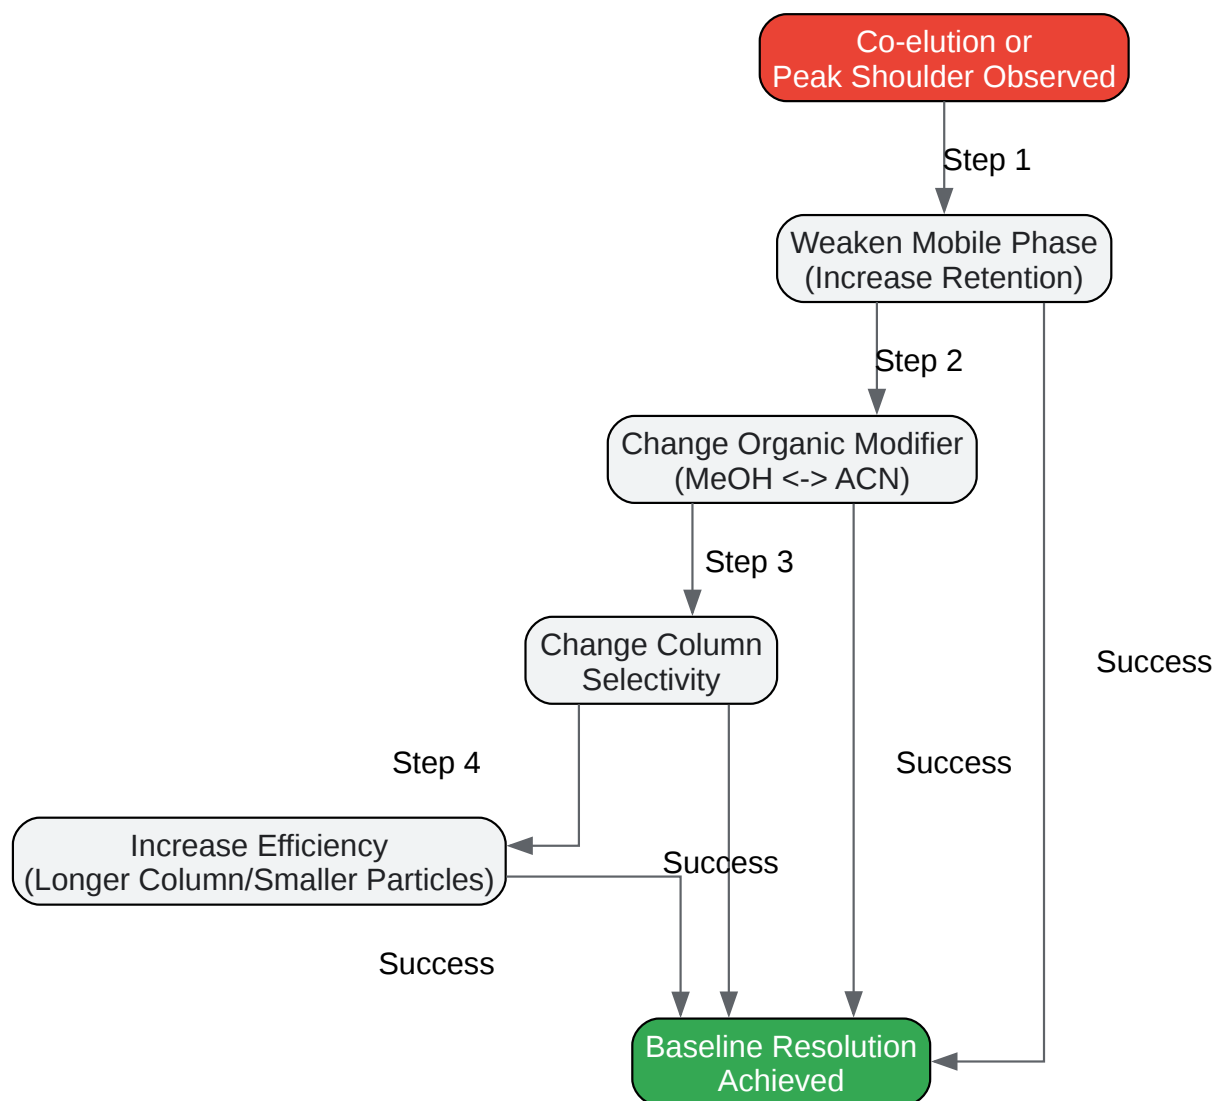 Co-elution or
Peak Shoulder Observed
Step 1
Weaken Mobile Phase
(Increase Retention)
Step 2
Change Organic Modifier
(MeOH <-> ACN)
Step 3
Change Column
Selectivity
Success
Step 4
Success
Increase Efficiency
(Longer Column/Smaller Particles)
Success
Success
Baseline Resolution
Achieved